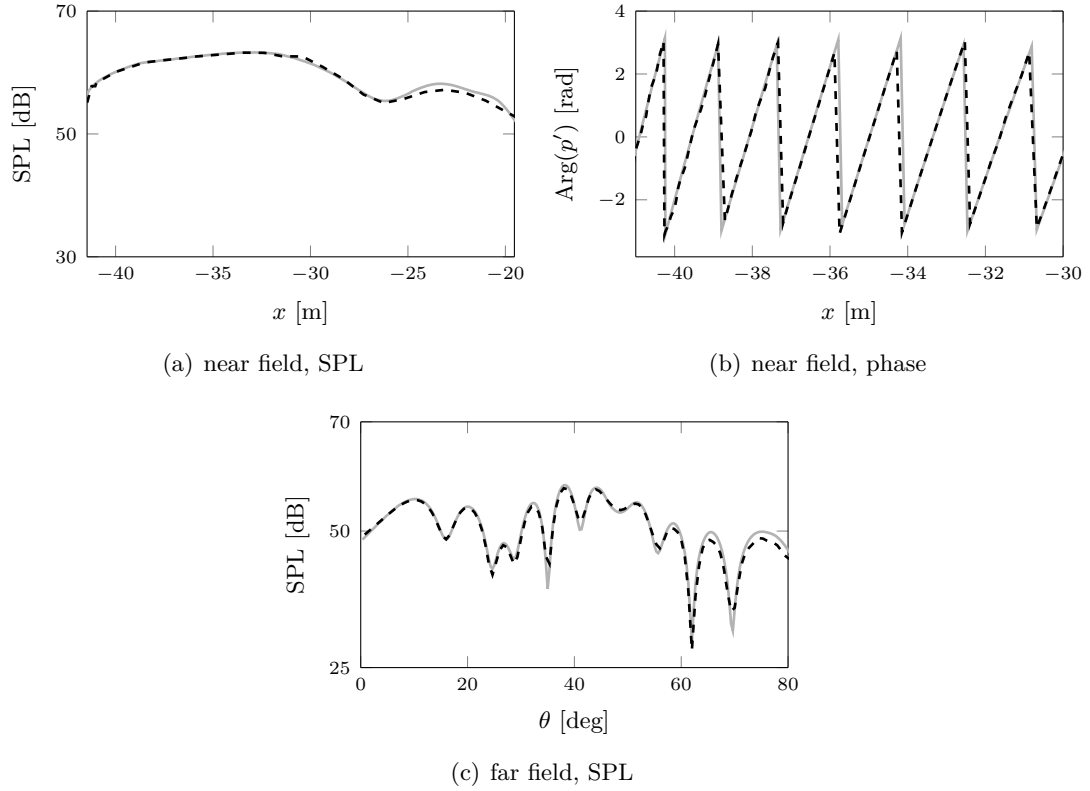 70
50
30
SPL [dB]
−40 −35 −30 −25 −20
x [m]
(a) near field, SPL
4
2
0
−2
Arg(p′) [rad]
−40 −38 −36 −34 −32 −30
x [m]
(b) near field, phase
70
50
25
SPL [dB]
0 20 40 60 80
θ [deg]
(c) far field, SPL